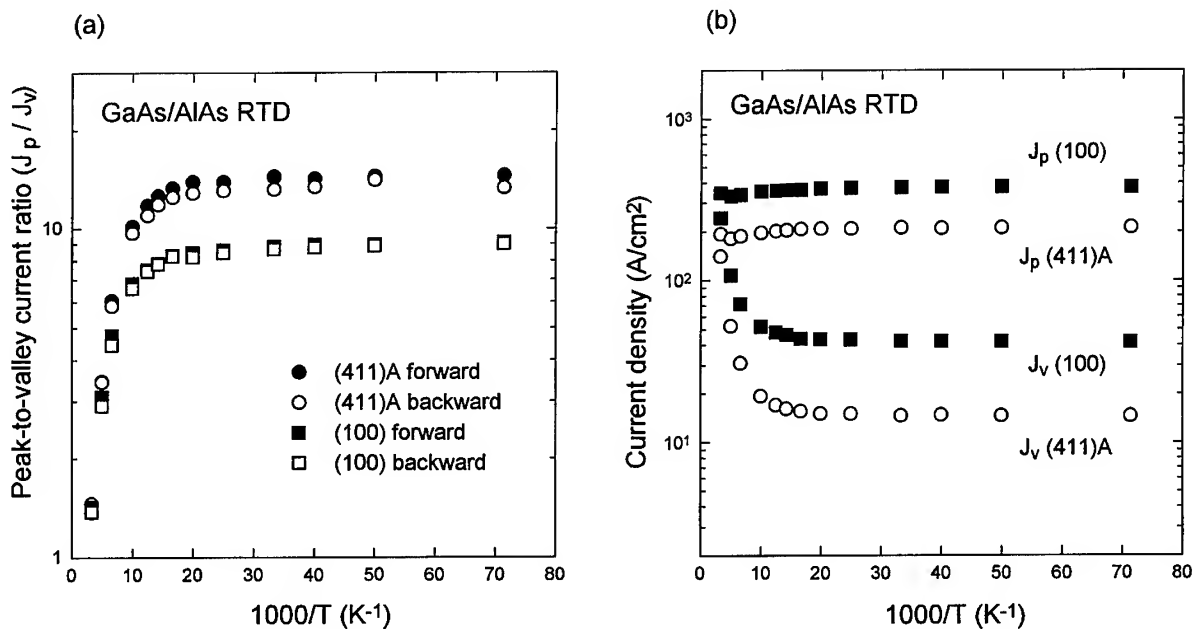 (a)
GaAs/AlAs RTD
Peak-to-valley current ratio (J p / Jv)
10
1
(411)A forward
(411)A backward
(100) forward
(100) backward
0 10 20 30 40 50 60 70 80
1000/T (K-1)
(b)
GaAs/AlAs RTD
Current density (A/cm2)
10³
10²
10¹
Jp (100)
Jp (411)A
Jv (100)
Jv (411)A
0 10 20 30 40 50 60 70 80
1000/T (K-1)